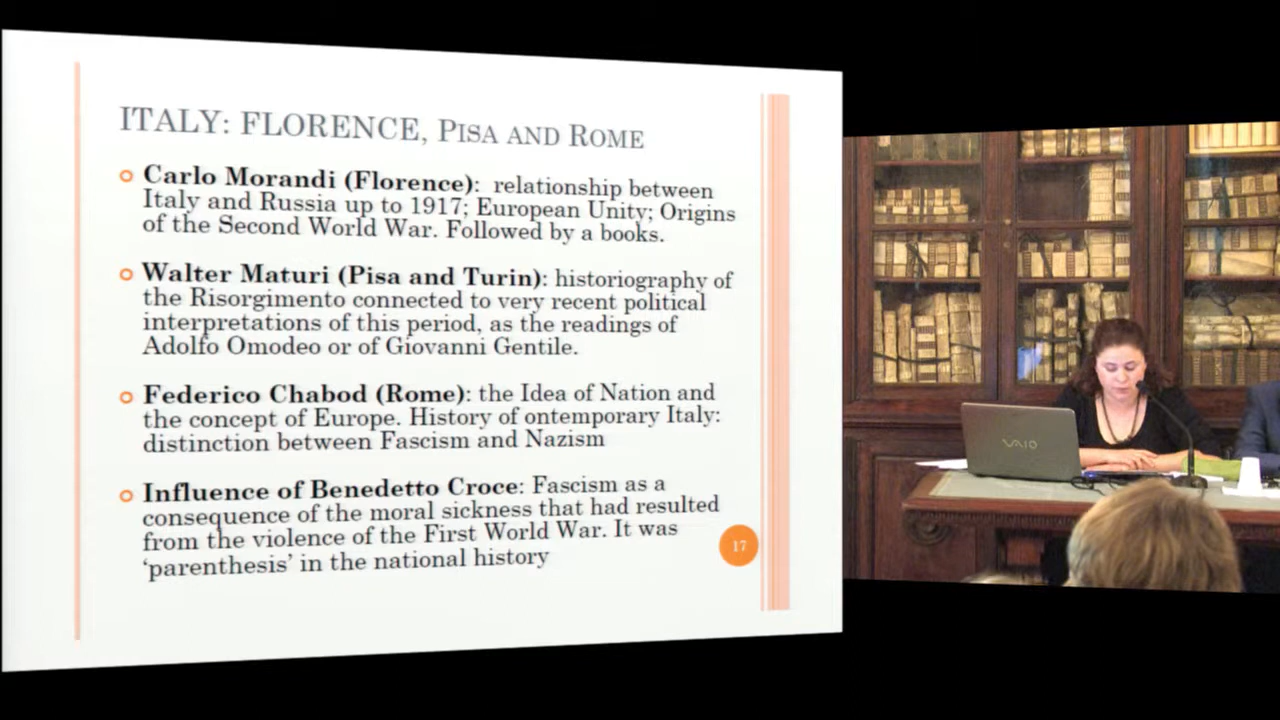 ITALY: FLORENCE, PISA AND ROME
Carlo Morandi (Florence): relationship between
Italy and Russia up to 1917; European Unity; Origins
of the Second World War. Followed by a books.
Walter Maturi (Pisa and Turin): historiography of
the Risorgimento connected to very recent political
interpretations of this period, as the readings of
Adolfo Omodeo or of Giovanni Gentile.
Federico Chabod (Rome): the Idea of Nation and
the concept of Europe. History of ontemporary Italy:
distinction between Fascism and Nazism
Influence of Benedetto Croce: Fascism as a
consequence of the moral sickness that had resulted
from the violence of the First World War. It was
‘parenthesis’ in the national history
17
VAIO